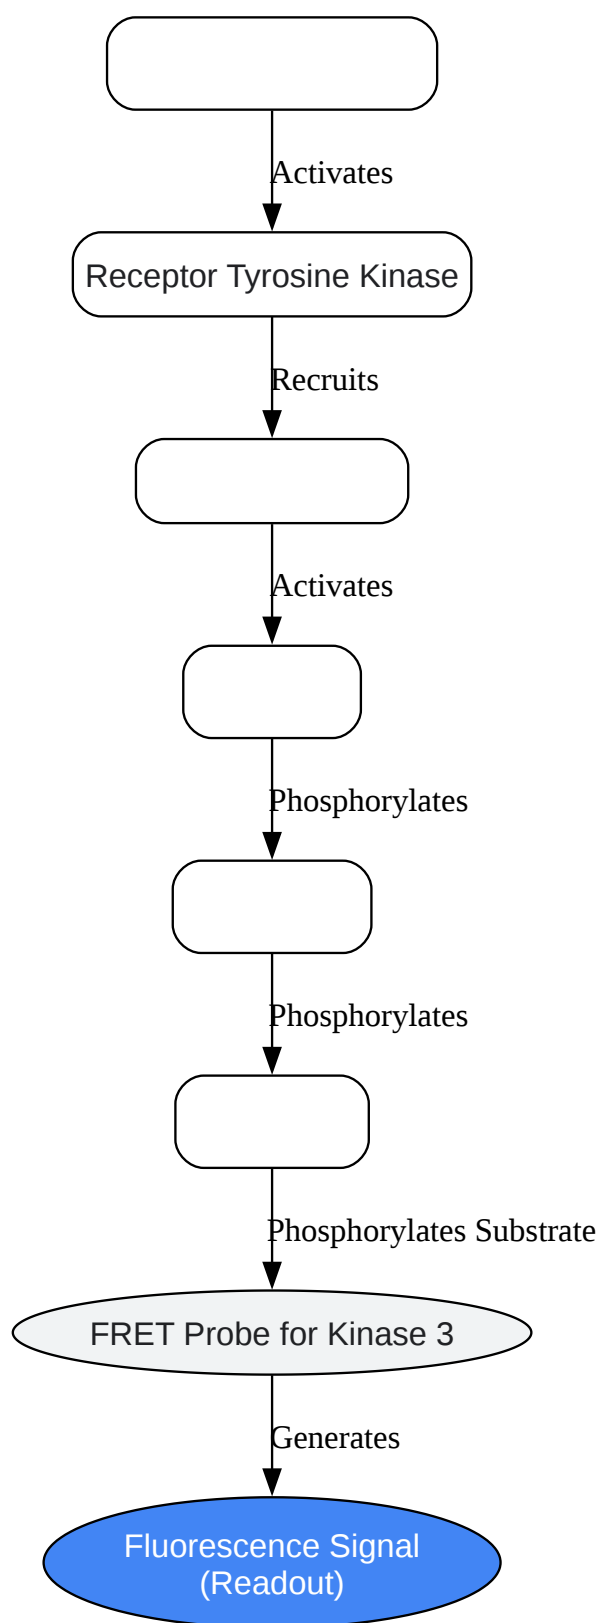 Activates
Receptor Tyrosine Kinase
Recruits
Activates
Phosphorylates
Phosphorylates
Phosphorylates Substrate
FRET Probe for Kinase 3
Generates
Fluorescence Signal
(Readout)